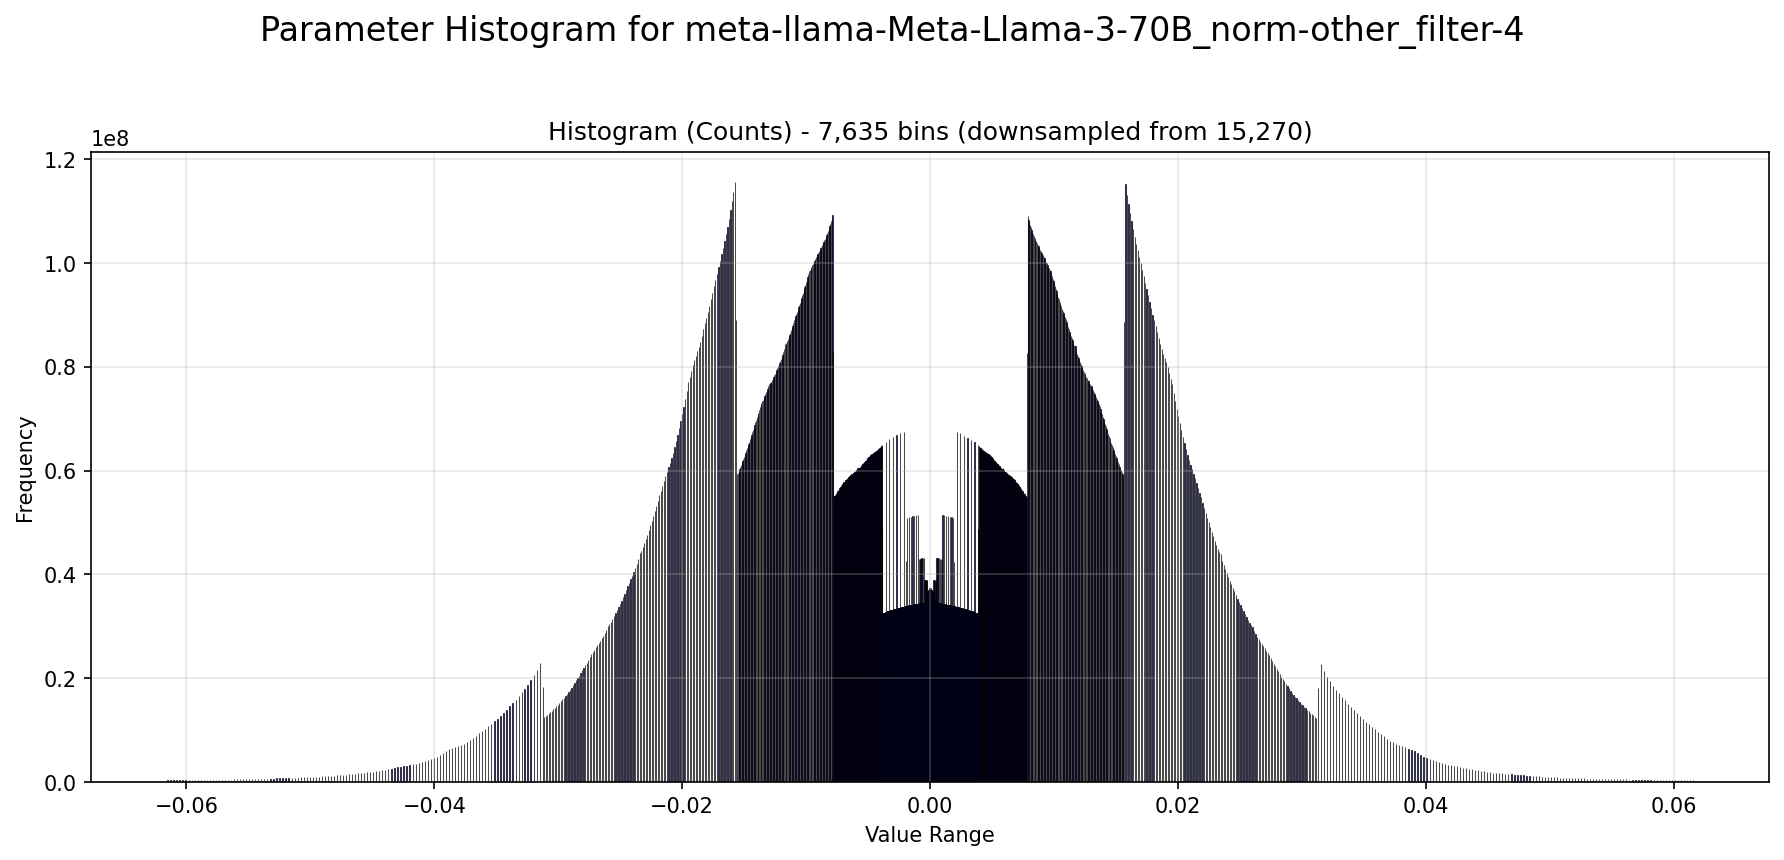 Parameter Histogram for meta-llama-Meta-Llama-3-70B_norm-other_filter-4
Histogram (Counts) - 7,635 bins (downsampled from 15,270)
1e8
1.2
1.0
0.8
0.6
0.4
0.2
0.0
Frequency
−0.06 −0.04 −0.02 0.00 0.02 0.04 0.06
Value Range